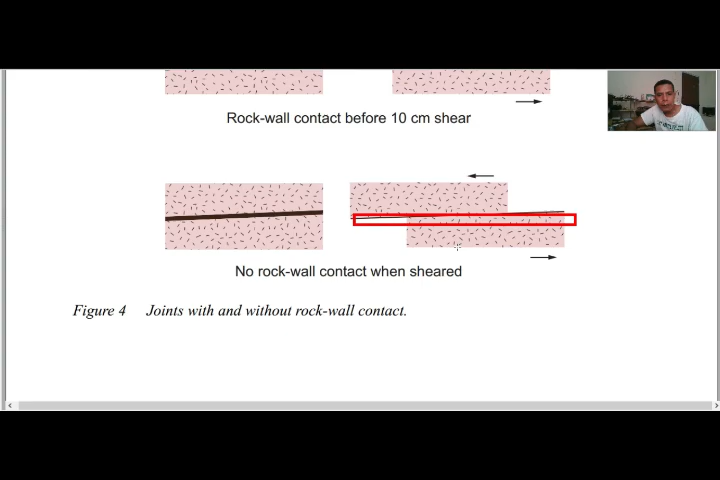 Rock-wall contact before 10 cm shear
No rock-wall contact when sheared
Figure 4 Joints with and without rock-wall contact.